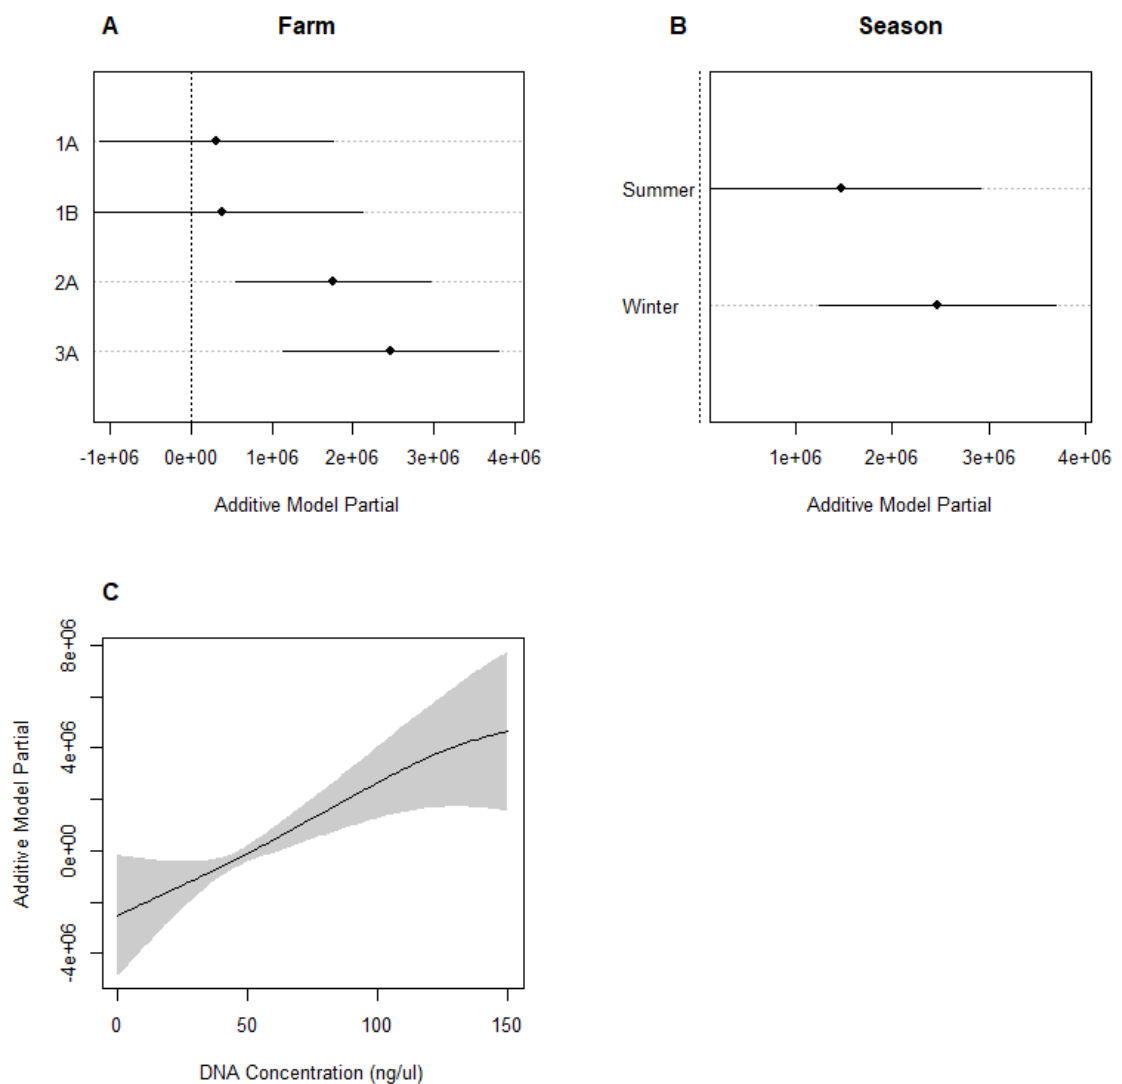 A Farm
1A
1B
2A
3A
-1e+06 0e+00 1e+06 2e+06 3e+06 4e+06
Additive Model Partial
B Season
Summer
Winter
1e+06 2e+06 3e+06 4e+06
Additive Model Partial
C
8e+06
4e+06
0e+00
-4e+06
Additive Model Partial
0 50 100 150
DNA Concentration (ng/ul)